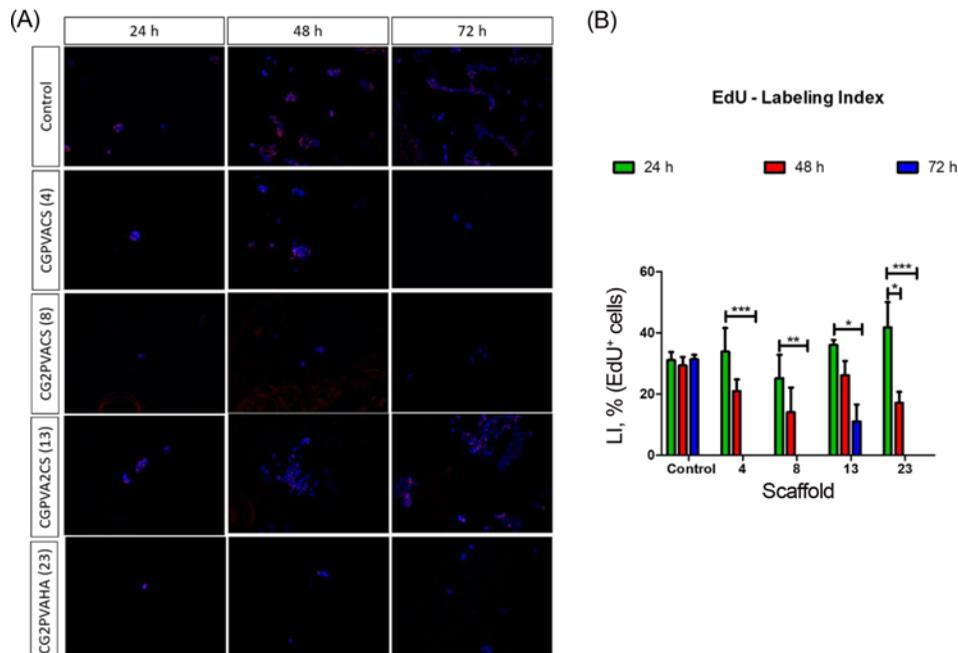 (A)
24 h 48 h 72 h
Control
CGPVACS (4)
CG2PVACS (8)
CGPVA2CS (13)
CG2PVAHA (23)
(B)
EdU - Labeling Index
24 h 48 h 72 h
LI, % (EdU⁺ cells)
60
40
20
0
*** ** * *** *
Control 4 8 13 23
Scaffold